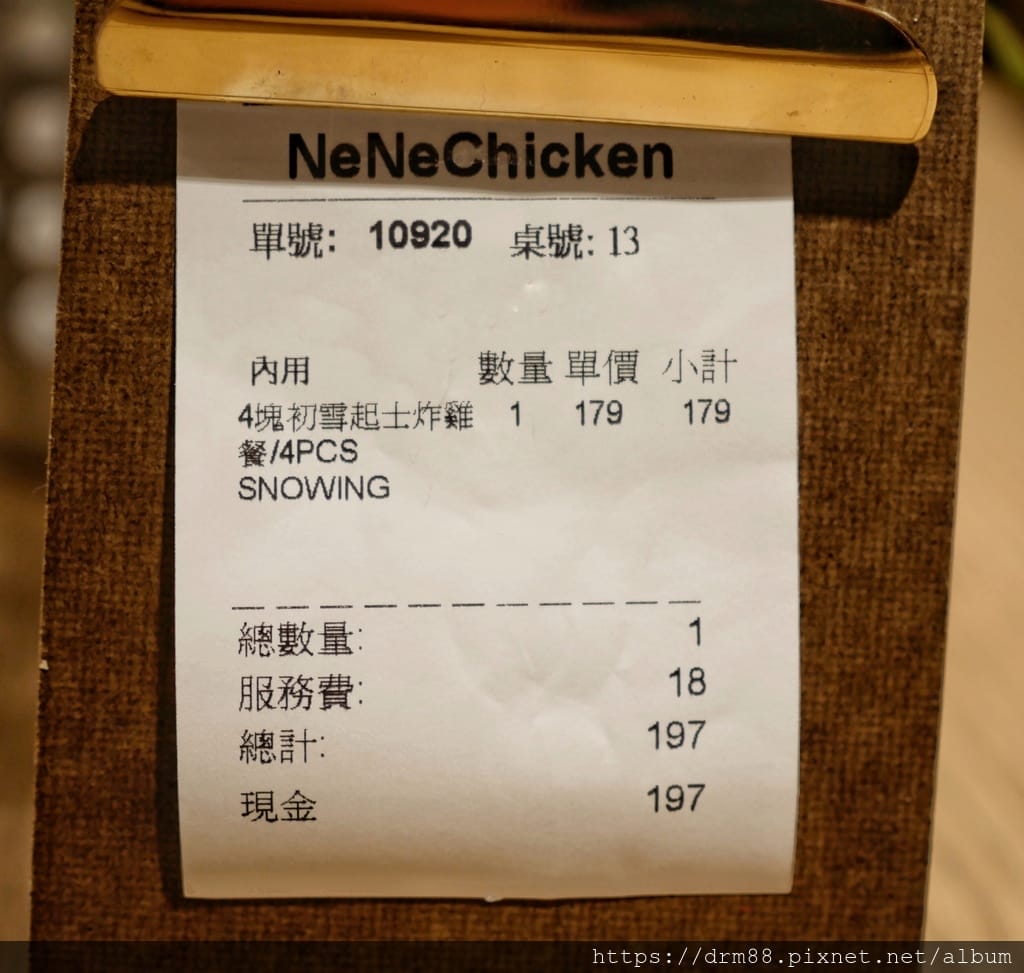 NeNeChicken
單號: 10920 桌號: 13
內用 數量 單價 小計
4塊初雪起士炸雞 1 179 179
餐/4PCS
SNOWING
總數量: 1
服務費: 18
總計: 197
現金 197
https://drm88.pixnet.net/album